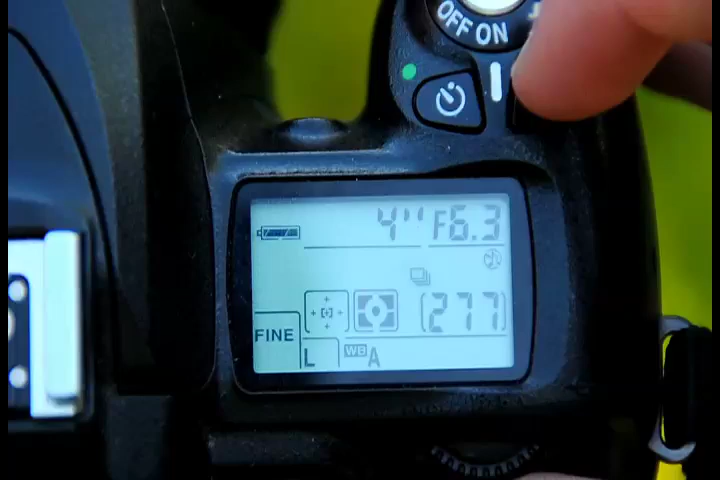 OFF ON
4" F6.3
[277]
FINE
L WB A